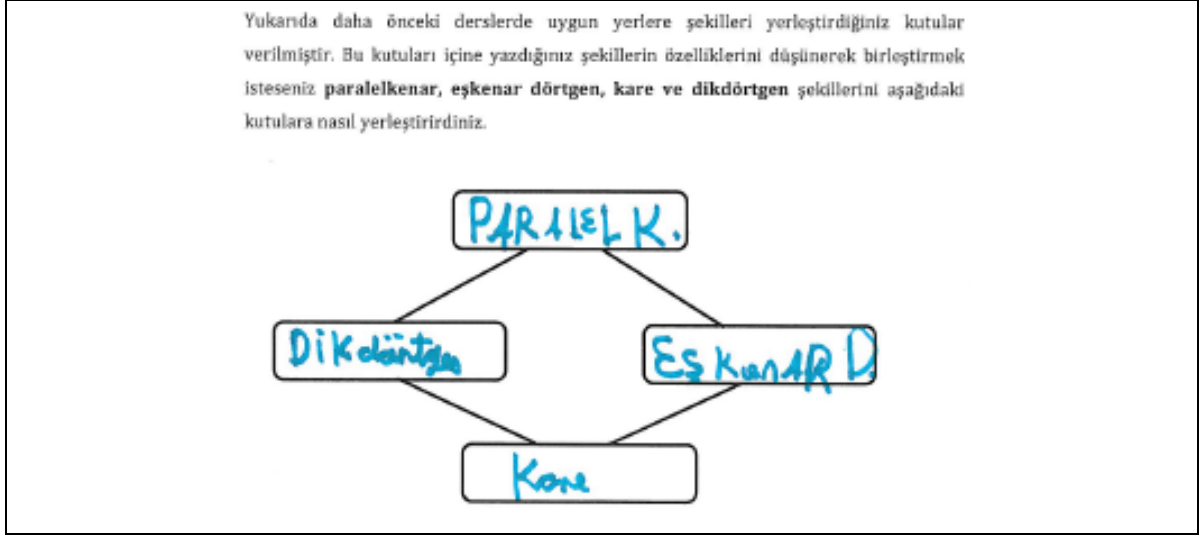 Yukarıda daha önceki derslerde uygun yerlere şekilleri yerleştirdiğiniz kutular
verilmiştir. Bu kutuları içine yazdığınız şekillerin özelliklerini düşünerek birleştirmek
isteseniz paralelkenar, eşkenar dörtgen, kare ve dikdörtgen şekillerini aşağıdaki
kutulara nasıl yerleştirirdiniz.
PARALEL K.
Dikdörtgen
EŞKenAR D.
Kare